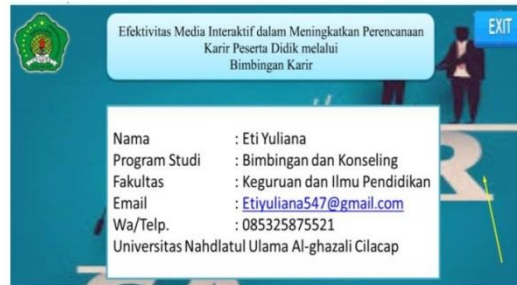 Efektivitas Media Interaktif dalam Meningkatkan Perencanaan
Karir Peserta Didik melalui
Bimbingan Karir
EXIT
Nama : Eti Yuliana
Program Studi : Bimbingan dan Konseling
Fakultas : Keguruan dan Ilmu Pendidikan
Email : Etiyuliana547@gmail.com
Wa/Telp. : 085325875521
Universitas Nahdlatul Ulama Al-ghazali Cilacap
R